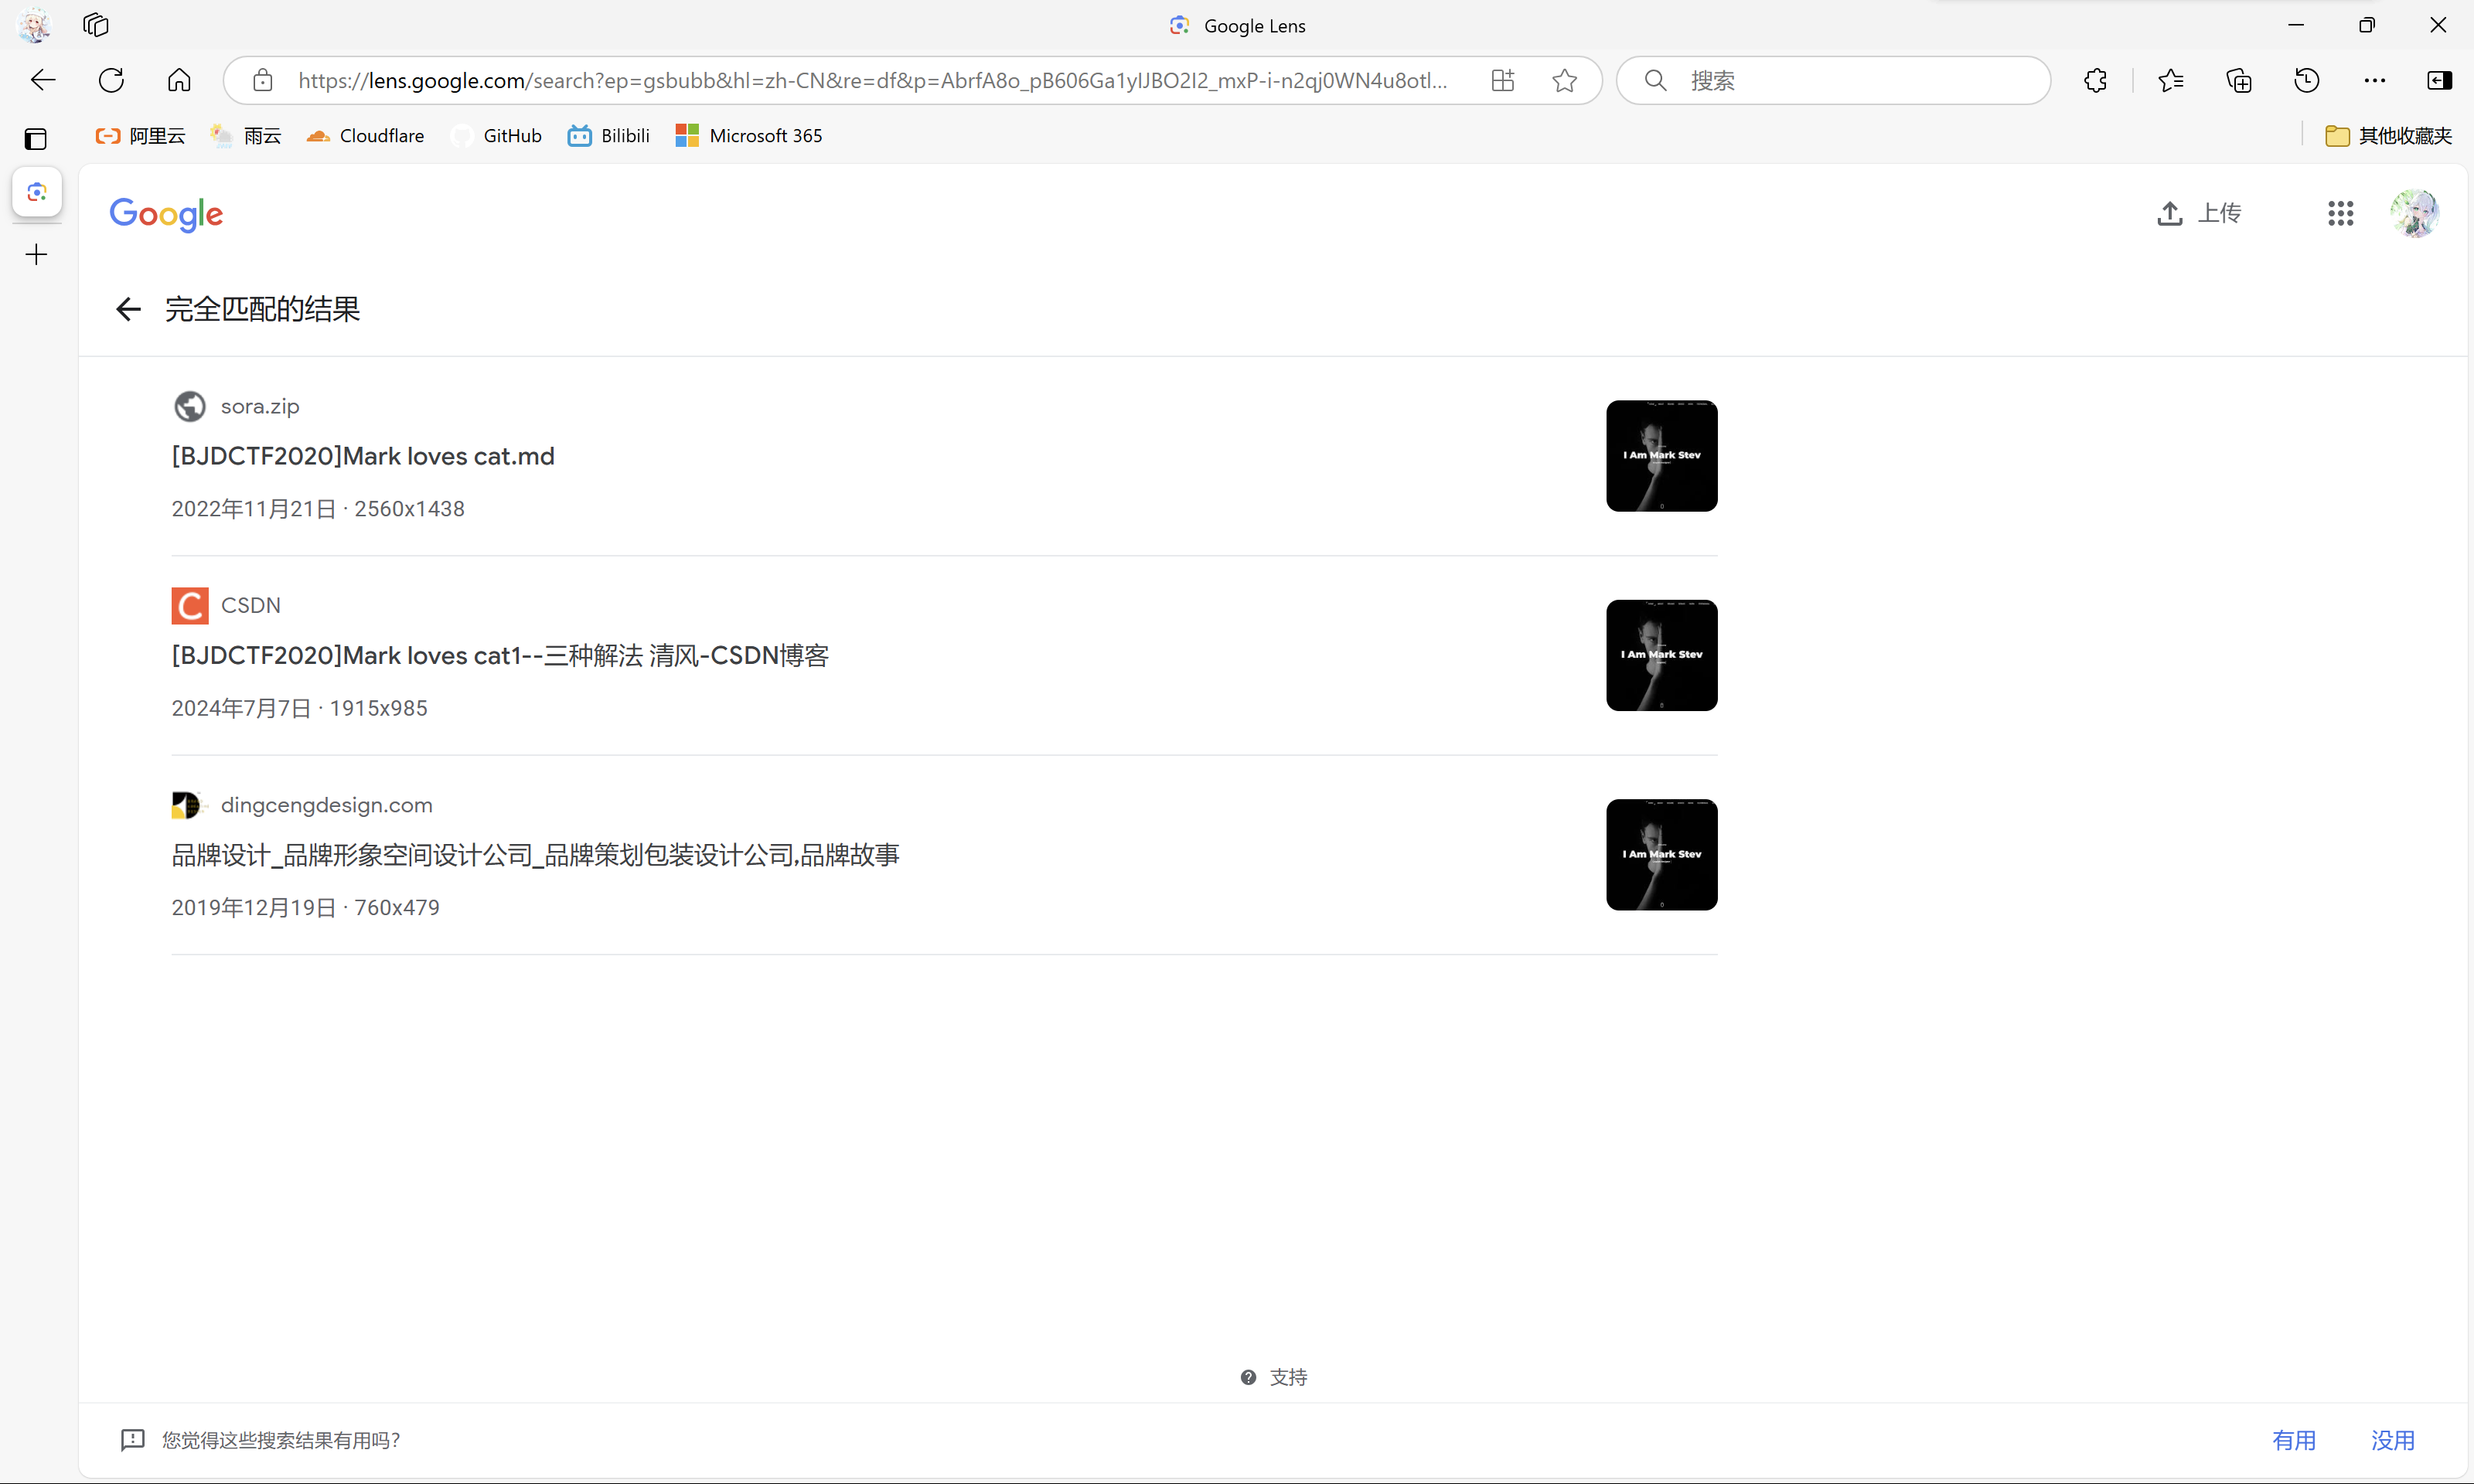 Google Lens
https://lens.google.com/search?ep=gsbubb&hl=zh-CN&re=df&p=AbrfA8o_pB606Ga1ylJBO2I2_mxP-i-n2qj0WN4u8otl...
搜索
阿里云 雨云 Cloudflare GitHub Bilibili Microsoft 365 其他收藏夹
Google
上传
完全匹配的结果
sora.zip
[BJDCTF2020]Mark loves cat.md
2022年11月21日 · 2560x1438
I Am Mark Stev
CSDN
[BJDCTF2020]Mark loves cat1--三种解法 清风-CSDN博客
2024年7月7日 · 1915x985
I Am Mark Stev
dingcengdesign.com
品牌设计_品牌形象空间设计公司_品牌策划包装设计公司,品牌故事
2019年12月19日 · 760x479
I Am Mark Stev
支持
您觉得这些搜索结果有用吗?
有用 没用